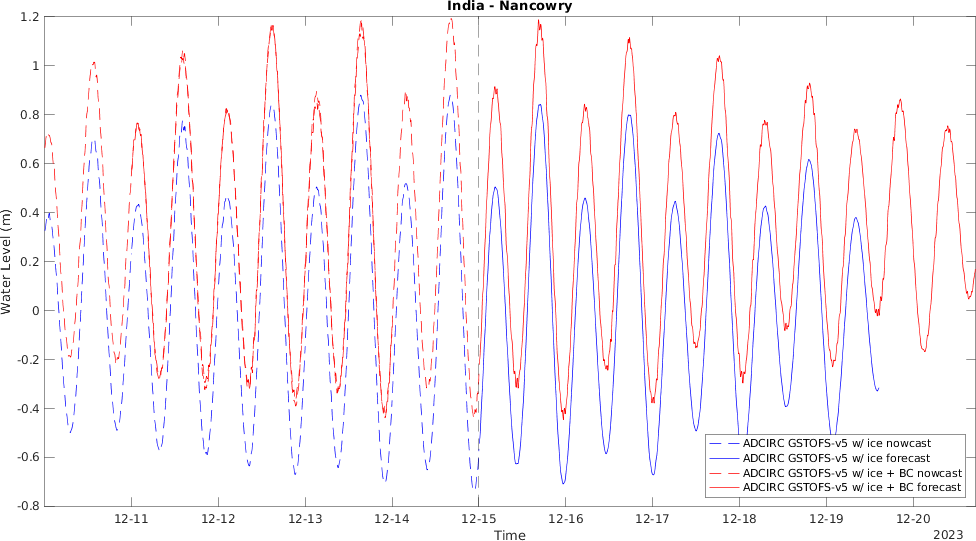 India - Nancowry
1.2
1
0.8
0.6
0.4
0.2
0
-0.2
-0.4
-0.6
-0.8
Water Level (m)
ADCIRC GSTOFS-v5 w/ ice nowcast
ADCIRC GSTOFS-v5 w/ ice forecast
ADCIRC GSTOFS-v5 w/ ice + BC nowcast
ADCIRC GSTOFS-v5 w/ ice + BC forecast
12-11 12-12 12-13 12-14 12-15 12-16 12-17 12-18 12-19 12-20
Time
2023